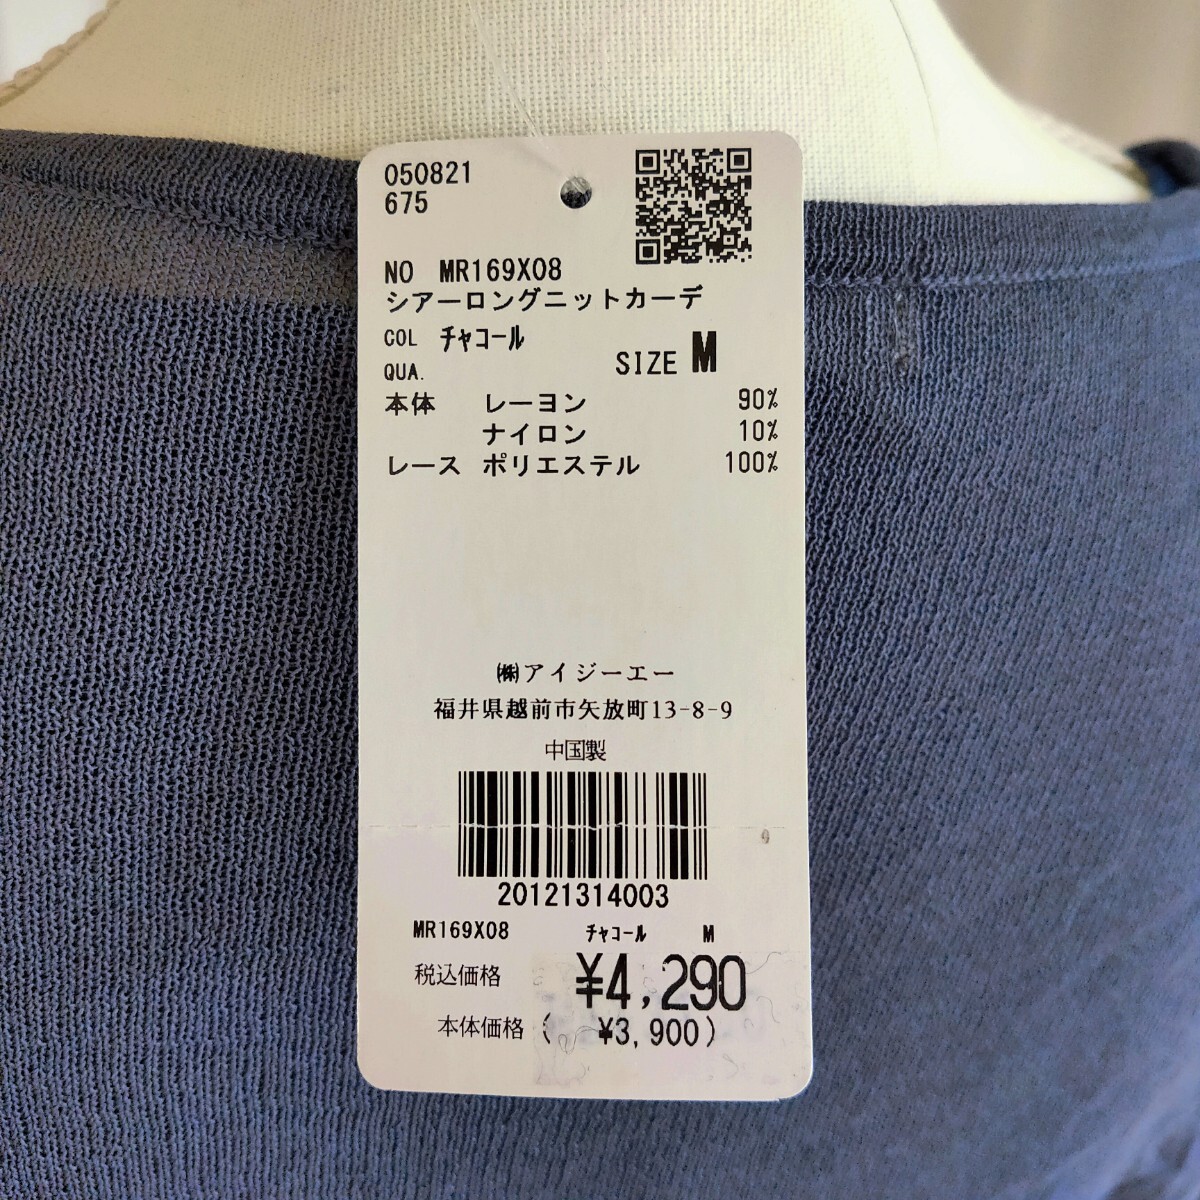 050821
675
NO MR169X08
シアーロングニットカーデ
COL チャコール
QUA. SIZE M
本体 レーヨン 90%
ナイロン 10%
レース ポリエステル 100%
㈱アイジーエー
福井県越前市矢放町13-8-9
中国製
9
20121314003
MR169X08 チャコール M
税込価格 ¥4,290
本体価格 ( ¥3,900)